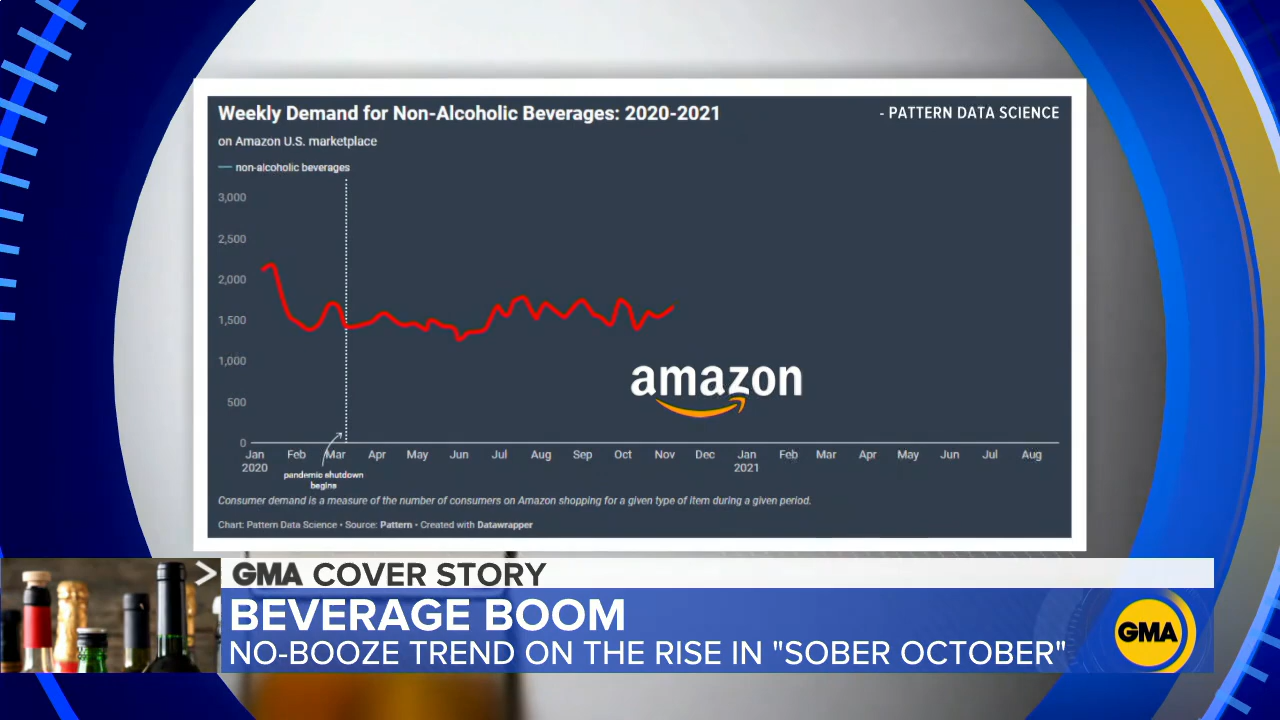 Weekly Demand for Non-Alcoholic Beverages: 2020-2021
- PATTERN DATA SCIENCE
on Amazon U.S. marketplace
non-alcoholic beverages
3,000
2,500
2,000
1,500
1,000
500
0
Jan Feb Mar Apr May Jun Jul Aug Sep Oct Nov Dec Jan Feb Mar Apr May Jun Jul Aug
2020 2021
pandemic shutdown
begins
amazon
Consumer demand is a measure of the number of consumers on Amazon shopping for a given type of item during a given period.
Chart: Pattern Data Science • Source: Pattern • Created with Datawrapper
GMA COVER STORY
BEVERAGE BOOM
NO-BOOZE TREND ON THE RISE IN "SOBER OCTOBER"
GMA